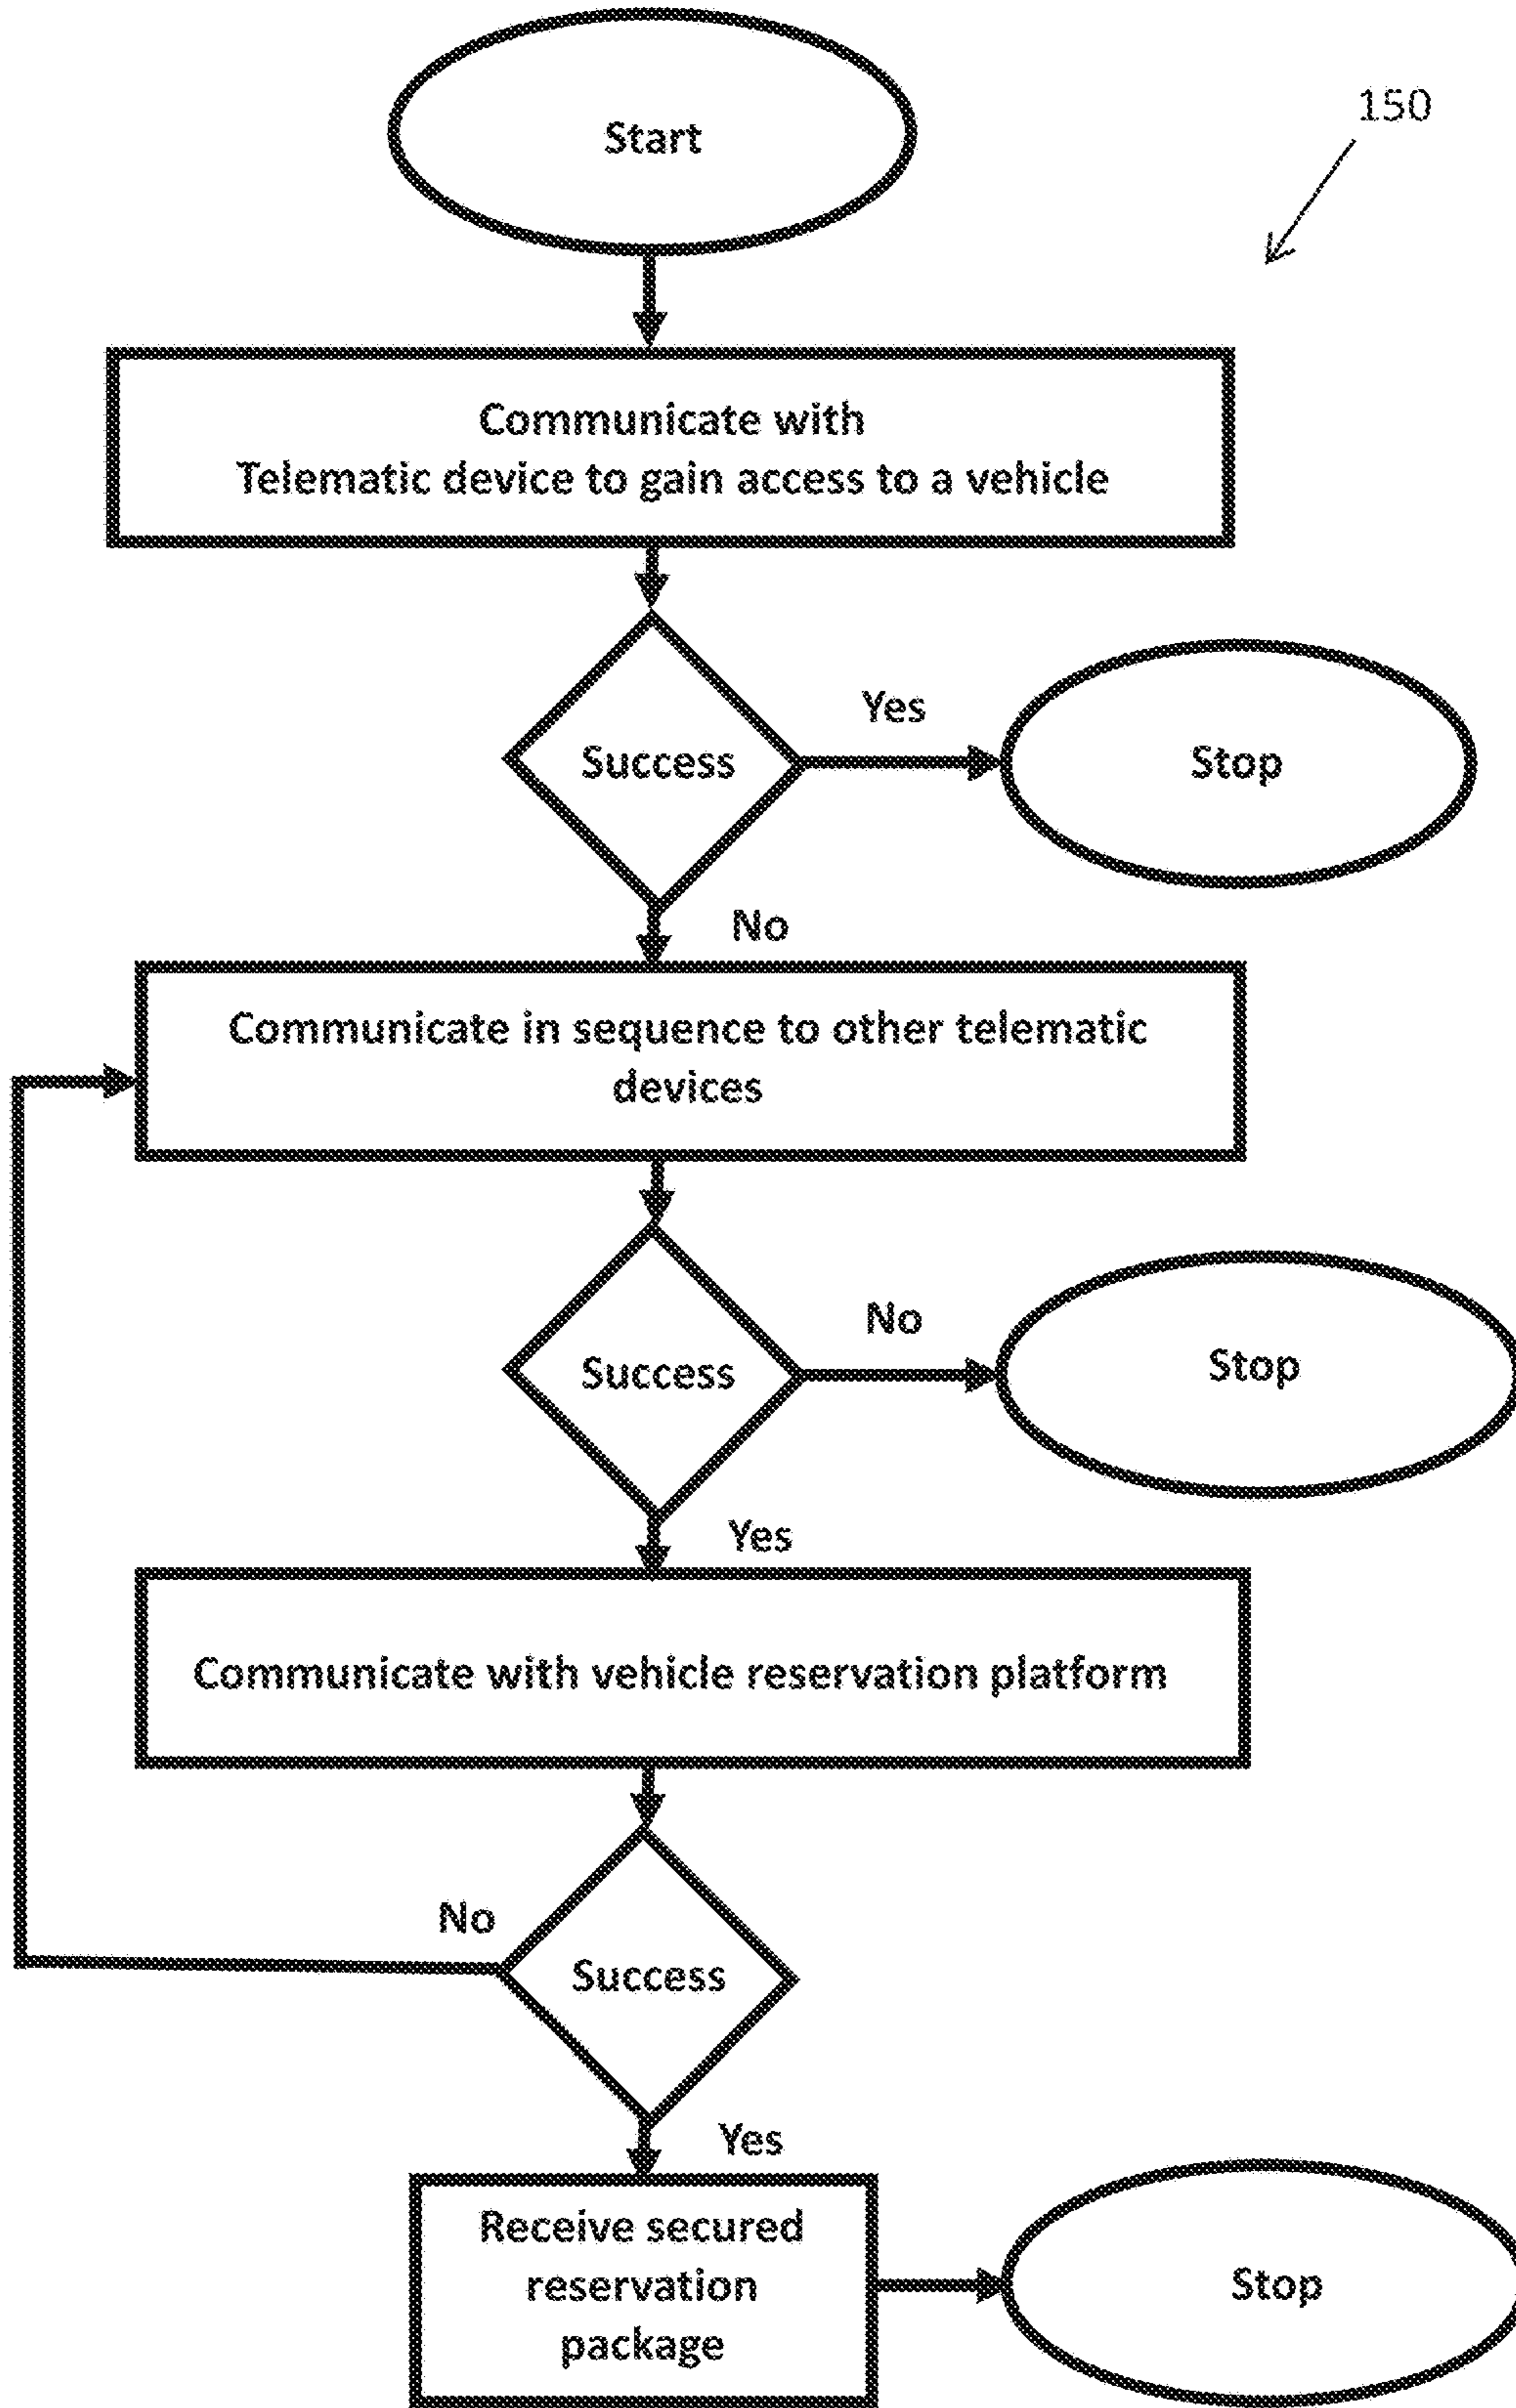 Start
150
Communicate with
Telematic device to gain access to a vehicle
Yes
Success
Stop
No
Communicate in sequence to other telematic
devices
No
Success
Stop
Yes
Communicate with vehicle reservation platform
No
Success
Yes
Receive secured
reservation
package
Stop